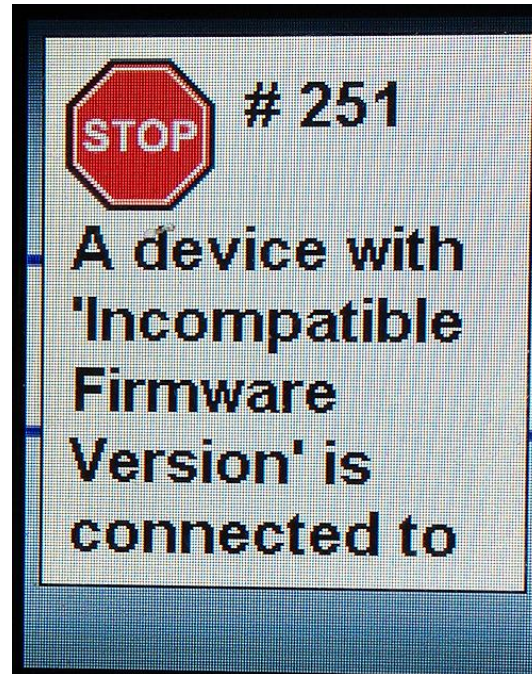 STOP
# 251
A device with
'Incompatible
Firmware
Version' is
connected to